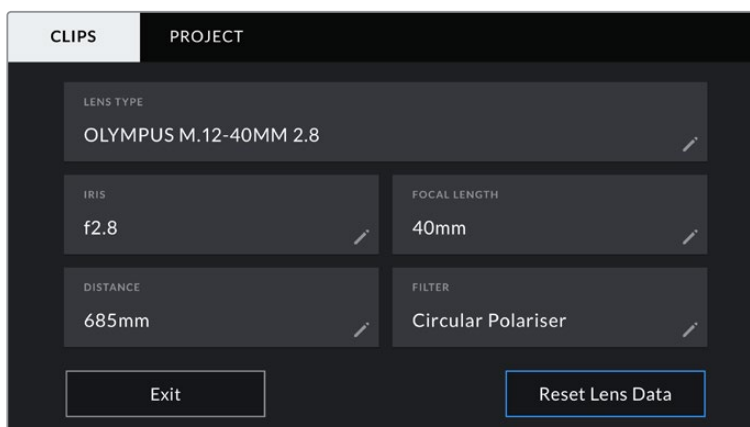 CLIPS PROJECT
LENS TYPE
OLYMPUS M.12-40MM 2.8
IRIS
f2.8
FOCAL LENGTH
40mm
DISTANCE
685mm
FILTER
Circular Polariser
Exit
Reset Lens Data